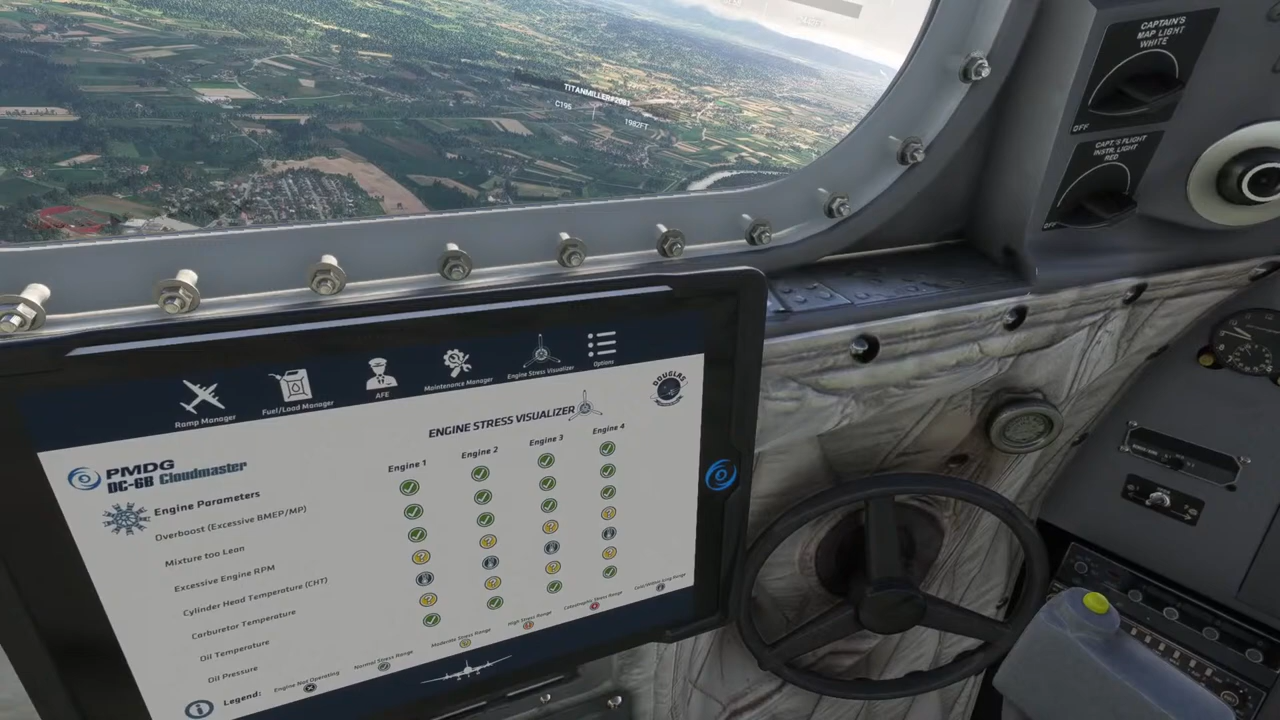 TITANMILLER#2081
C195
1982FT
CAPTAIN'S
MAP LIGHT
WHITE
OFF
CAPT.'S FLIGHT
INSTR. LIGHT
RED
OFF
Ramp Manager
Fuel/Load Manager
AFE
Maintenance Manager
Engine Stress Visualizer
Options
DOUGLAS
ENGINE STRESS VISUALIZER
PMDG
DC-6B Cloudmaster
Engine Parameters
Engine 1
Engine 2
Engine 3
Engine 4
Overboost (Excessive BMEP/MP)
Mixture too Lean
Excessive Engine RPM
Cylinder Head Temperature (CHT)
Carburetor Temperature
Oil Temperature
Oil Pressure
Legend:
Engine Not Operating
Normal Stress Range
Moderate Stress Range
High Stress Range
Catastrophic Stress Range